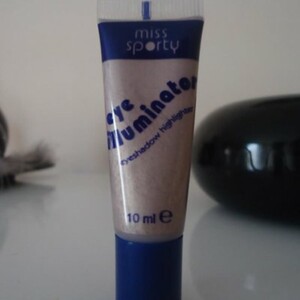 miss
sporty
eye
illuminator
eyeshadow highlighter
10 ml e